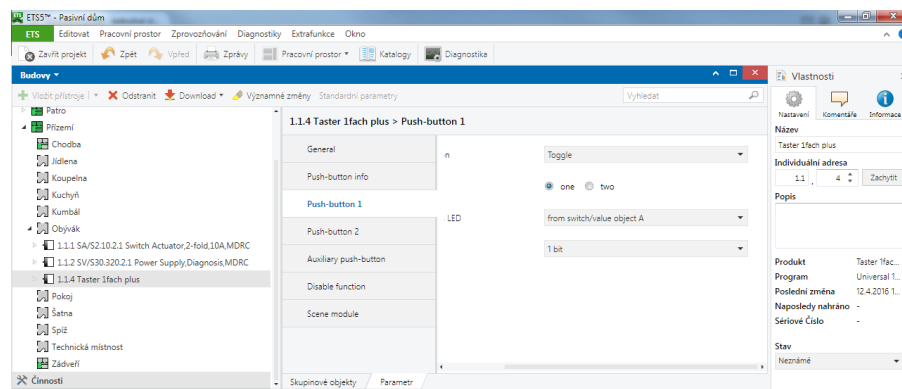 ETS5™ - Pasivní dům
ETS Editovat Pracovní prostor Zprovozňování Diagnostiky Extrafunkce Okno
Zavřít projekt Zpět Vpřed Zprávy Pracovní prostor Katalogy Diagnostika
Budovy
Vložit přístroje Odstranit Download Významné změny Standardní parametry Vyhledat
Patro
Přízemí
Chodba
Jídlena
Koupelna
Kuchyň
Kumbál
Obývák
1.1.1 SA/S2.10.2.1 Switch Actuator,2-fold,10A,MDRC
1.1.2 SV/S30.320.2.1 Power Supply,Diagnosis,MDRC
1.1.4 Taster 1fach plus
Pokoj
Šatna
Spíž
Technická místnost
Zádveří
Činnosti
1.1.4 Taster 1fach plus > Push-button 1
General
Push-button info
Push-button 1
Push-button 2
Auxiliary push-button
Disable function
Scene module
n Toggle
one two
LED from switch/value object A
1 bit
Skupinové objekty Parametr
Vlastnosti
Nastavení Komentáře Informace
Název
Taster 1fach plus
Individuální adresa
1.1 . 4 Zachytit
Popis
Produkt Taster 1fac...
Program Universal 1...
Poslední změna 12.4.2016 1...
Naposledy nahráno -
Sériové Číslo -
Stav
Neznámé